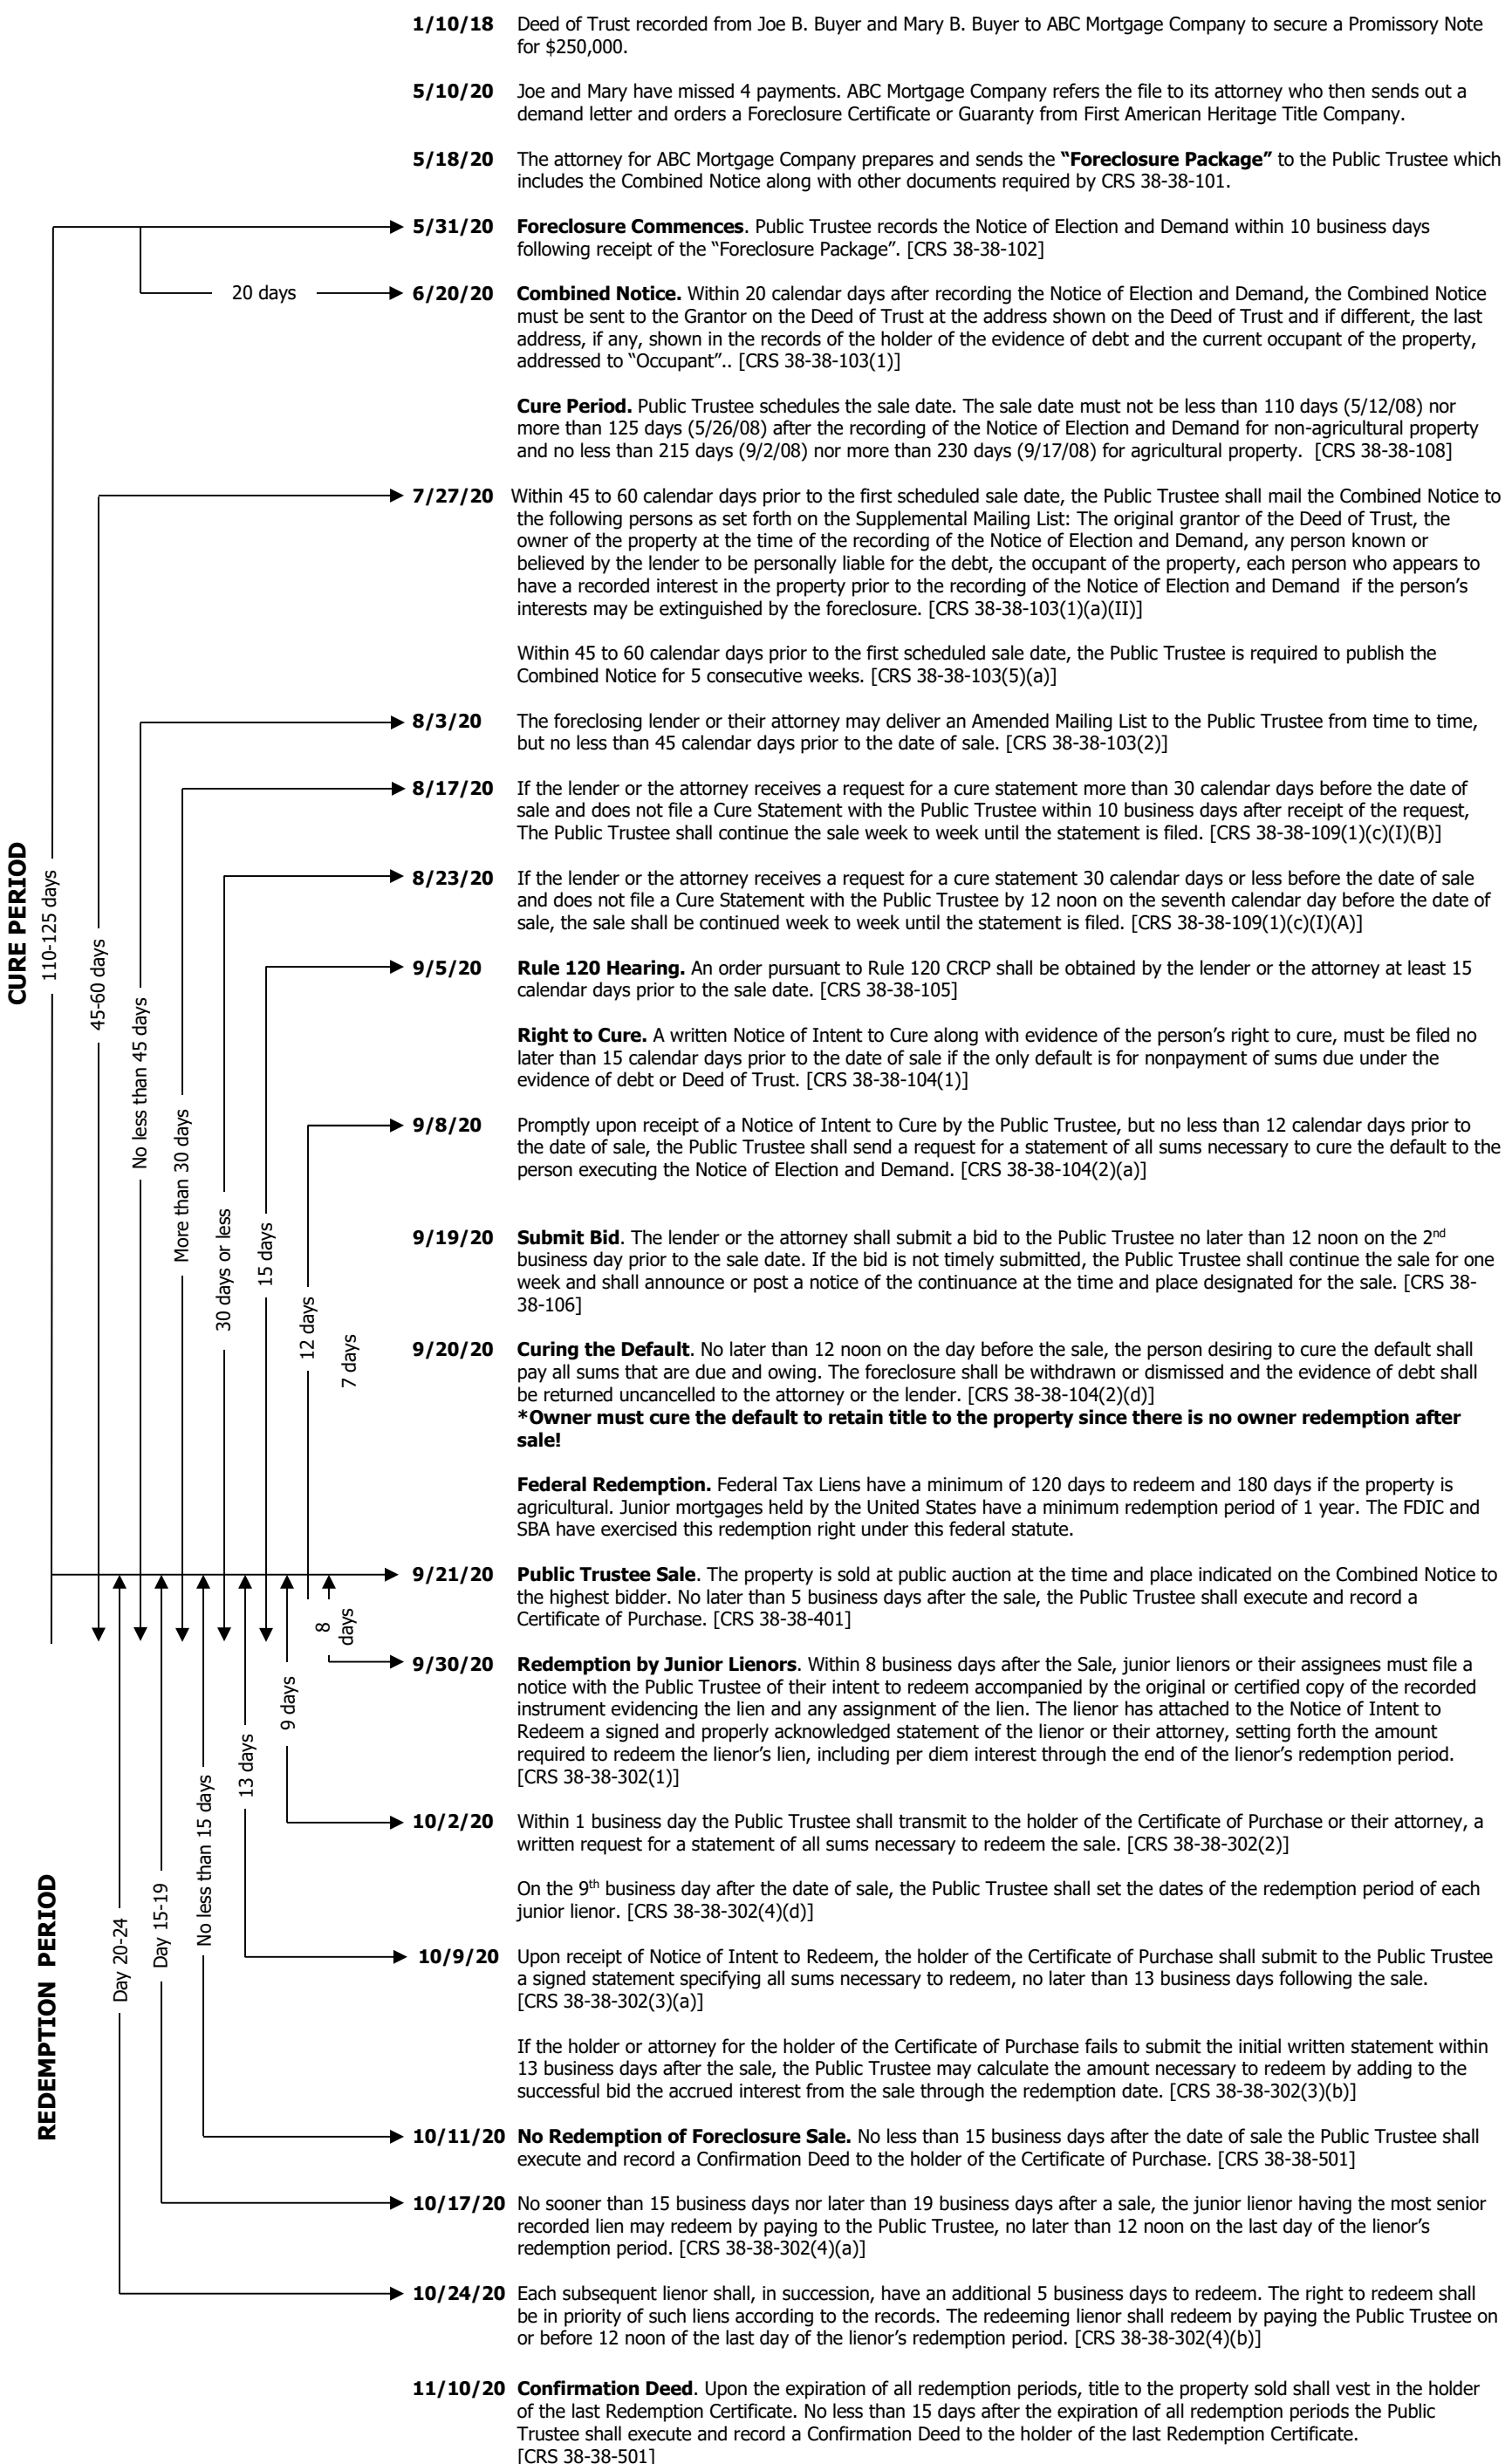 1/10/18 Deed of Trust recorded from Joe B. Buyer and Mary B. Buyer to ABC Mortgage Company to secure a Promissory Note
for $250,000.
5/10/20 Joe and Mary have missed 4 payments. ABC Mortgage Company refers the file to its attorney who then sends out a
demand letter and orders a Foreclosure Certificate or Guaranty from First American Heritage Title Company.
5/18/20 The attorney for ABC Mortgage Company prepares and sends the “Foreclosure Package” to the Public Trustee which
includes the Combined Notice along with other documents required by CRS 38-38-101.
5/31/20 Foreclosure Commences. Public Trustee records the Notice of Election and Demand within 10 business days
following receipt of the “Foreclosure Package”. [CRS 38-38-102]
20 days
6/20/20 Combined Notice. Within 20 calendar days after recording the Notice of Election and Demand, the Combined Notice
must be sent to the Grantor on the Deed of Trust at the address shown on the Deed of Trust and if different, the last
address, if any, shown in the records of the holder of the evidence of debt and the current occupant of the property,
addressed to “Occupant”.. [CRS 38-38-103(1)]
Cure Period. Public Trustee schedules the sale date. The sale date must not be less than 110 days (5/12/08) nor
more than 125 days (5/26/08) after the recording of the Notice of Election and Demand for non-agricultural property
and no less than 215 days (9/2/08) nor more than 230 days (9/17/08) for agricultural property. [CRS 38-38-108]
7/27/20 Within 45 to 60 calendar days prior to the first scheduled sale date, the Public Trustee shall mail the Combined Notice to
the following persons as set forth on the Supplemental Mailing List: The original grantor of the Deed of Trust, the
owner of the property at the time of the recording of the Notice of Election and Demand, any person known or
believed by the lender to be personally liable for the debt, the occupant of the property, each person who appears to
have a recorded interest in the property prior to the recording of the Notice of Election and Demand if the person’s
interests may be extinguished by the foreclosure. [CRS 38-38-103(1)(a)(II)]
Within 45 to 60 calendar days prior to the first scheduled sale date, the Public Trustee is required to publish the
Combined Notice for 5 consecutive weeks. [CRS 38-38-103(5)(a)]
8/3/20 The foreclosing lender or their attorney may deliver an Amended Mailing List to the Public Trustee from time to time,
but no less than 45 calendar days prior to the date of sale. [CRS 38-38-103(2)]
8/17/20 If the lender or the attorney receives a request for a cure statement more than 30 calendar days before the date of
sale and does not file a Cure Statement with the Public Trustee within 10 business days after receipt of the request,
The Public Trustee shall continue the sale week to week until the statement is filed. [CRS 38-38-109(1)(c)(I)(B)]
8/23/20 If the lender or the attorney receives a request for a cure statement 30 calendar days or less before the date of sale
and does not file a Cure Statement with the Public Trustee by 12 noon on the seventh calendar day before the date of
sale, the sale shall be continued week to week until the statement is filed. [CRS 38-38-109(1)(c)(I)(A)]
9/5/20 Rule 120 Hearing. An order pursuant to Rule 120 CRCP shall be obtained by the lender or the attorney at least 15
calendar days prior to the sale date. [CRS 38-38-105]
Right to Cure. A written Notice of Intent to Cure along with evidence of the person’s right to cure, must be filed no
later than 15 calendar days prior to the date of sale if the only default is for nonpayment of sums due under the
evidence of debt or Deed of Trust. [CRS 38-38-104(1)]
9/8/20 Promptly upon receipt of a Notice of Intent to Cure by the Public Trustee, but no less than 12 calendar days prior to
the date of sale, the Public Trustee shall send a request for a statement of all sums necessary to cure the default to the
person executing the Notice of Election and Demand. [CRS 38-38-104(2)(a)]
9/19/20 Submit Bid. The lender or the attorney shall submit a bid to the Public Trustee no later than 12 noon on the 2nd
business day prior to the sale date. If the bid is not timely submitted, the Public Trustee shall continue the sale for one
week and shall announce or post a notice of the continuance at the time and place designated for the sale. [CRS 38-
38-106]
9/20/20 Curing the Default. No later than 12 noon on the day before the sale, the person desiring to cure the default shall
pay all sums that are due and owing. The foreclosure shall be withdrawn or dismissed and the evidence of debt shall
be returned uncancelled to the attorney or the lender. [CRS 38-38-104(2)(d)]
*Owner must cure the default to retain title to the property since there is no owner redemption after
sale!
Federal Redemption. Federal Tax Liens have a minimum of 120 days to redeem and 180 days if the property is
agricultural. Junior mortgages held by the United States have a minimum redemption period of 1 year. The FDIC and
SBA have exercised this redemption right under this federal statute.
CURE PERIOD
110-125 days
45-60 days
No less than 45 days
More than 30 days
30 days or less
15 days
12 days
7 days
9/21/20 Public Trustee Sale. The property is sold at public auction at the time and place indicated on the Combined Notice to
the highest bidder. No later than 5 business days after the sale, the Public Trustee shall execute and record a
Certificate of Purchase. [CRS 38-38-401]
9/30/20 Redemption by Junior Lienors. Within 8 business days after the Sale, junior lienors or their assignees must file a
notice with the Public Trustee of their intent to redeem accompanied by the original or certified copy of the recorded
instrument evidencing the lien and any assignment of the lien. The lienor has attached to the Notice of Intent to
Redeem a signed and properly acknowledged statement of the lienor or their attorney, setting forth the amount
required to redeem the lienor’s lien, including per diem interest through the end of the lienor’s redemption period.
[CRS 38-38-302(1)]
10/2/20 Within 1 business day the Public Trustee shall transmit to the holder of the Certificate of Purchase or their attorney, a
written request for a statement of all sums necessary to redeem the sale. [CRS 38-38-302(2)]
On the 9th business day after the date of sale, the Public Trustee shall set the dates of the redemption period of each
junior lienor. [CRS 38-38-302(4)(d)]
10/9/20 Upon receipt of Notice of Intent to Redeem, the holder of the Certificate of Purchase shall submit to the Public Trustee
a signed statement specifying all sums necessary to redeem, no later than 13 business days following the sale.
[CRS 38-38-302(3)(a)]
If the holder or attorney for the holder of the Certificate of Purchase fails to submit the initial written statement within
13 business days after the sale, the Public Trustee may calculate the amount necessary to redeem by adding to the
successful bid the accrued interest from the sale through the redemption date. [CRS 38-38-302(3)(b)]
10/11/20 No Redemption of Foreclosure Sale. No less than 15 business days after the date of sale the Public Trustee shall
execute and record a Confirmation Deed to the holder of the Certificate of Purchase. [CRS 38-38-501]
10/17/20 No sooner than 15 business days nor later than 19 business days after a sale, the junior lienor having the most senior
recorded lien may redeem by paying to the Public Trustee, no later than 12 noon on the last day of the lienor’s
redemption period. [CRS 38-38-302(4)(a)]
10/24/20 Each subsequent lienor shall, in succession, have an additional 5 business days to redeem. The right to redeem shall
be in priority of such liens according to the records. The redeeming lienor shall redeem by paying the Public Trustee on
or before 12 noon of the last day of the lienor’s redemption period. [CRS 38-38-302(4)(b)]
11/10/20 Confirmation Deed. Upon the expiration of all redemption periods, title to the property sold shall vest in the holder
of the last Redemption Certificate. No less than 15 days after the expiration of all redemption periods the Public
Trustee shall execute and record a Confirmation Deed to the holder of the last Redemption Certificate.
[CRS 38-38-501]
REDEMPTION PERIOD
Day 20-24
Day 15-19
No less than 15 days
13 days
9 days
8
days